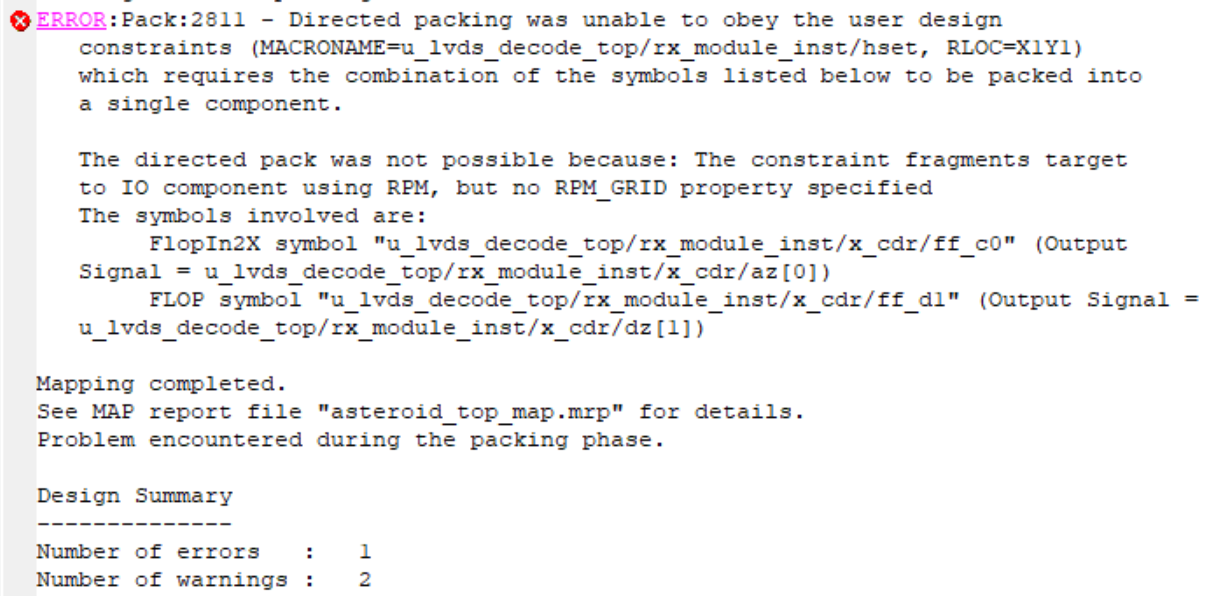 ERROR:Pack:2811 - Directed packing was unable to obey the user design
constraints (MACRONAME=u_lvds_decode_top/rx_module_inst/hset, RLOC=X1Y1)
which requires the combination of the symbols listed below to be packed into
a single component.
The directed pack was not possible because: The constraint fragments target
to IO component using RPM, but no RPM_GRID property specified
The symbols involved are:
FlopIn2X symbol "u_lvds_decode_top/rx_module_inst/x_cdr/ff_c0" (Output
Signal = u_lvds_decode_top/rx_module_inst/x_cdr/az[0])
FLOP symbol "u_lvds_decode_top/rx_module_inst/x_cdr/ff_d1" (Output Signal =
u_lvds_decode_top/rx_module_inst/x_cdr/dz[1])
Mapping completed.
See MAP report file "asteroid_top_map.mrp" for details.
Problem encountered during the packing phase.
Design Summary
--------------
Number of errors   :   1
Number of warnings :   2